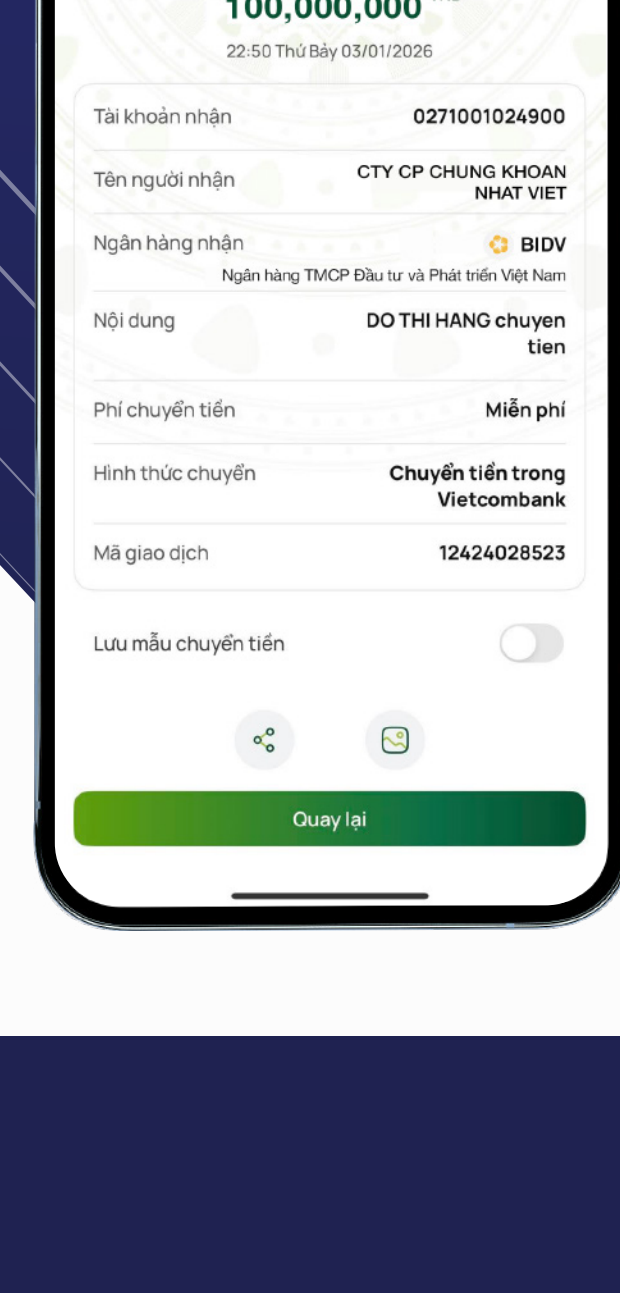 100,000,000
22:50 Thứ Bảy 03/01/2026
Tài khoản nhận 0271001024900
Tên người nhận CTY CP CHUNG KHOAN
NHAT VIET
Ngân hàng nhận BIDV
Ngân hàng TMCP Đầu tư và Phát triển Việt Nam
Nội dung DO THI HANG chuyen
tien
Phí chuyển tiền Miễn phí
Hình thức chuyển Chuyển tiền trong
Vietcombank
Mã giao dịch 12424028523
Lưu mẫu chuyển tiền
Quay lại